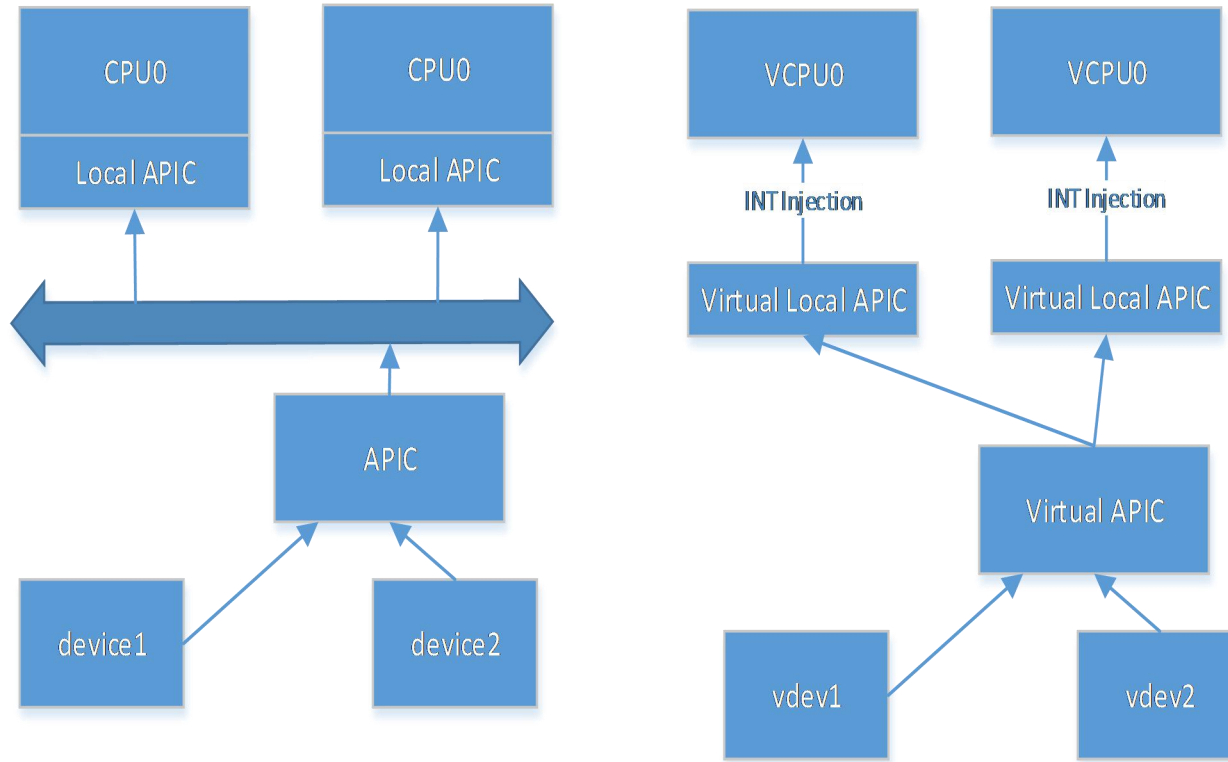 CPU0
CPU0
Local APIC
Local APIC
APIC
device1
device2
VCPU0
VCPU0
INT Injection
INT Injection
Virtual Local APIC
Virtual Local APIC
Virtual APIC
vdev1
vdev2